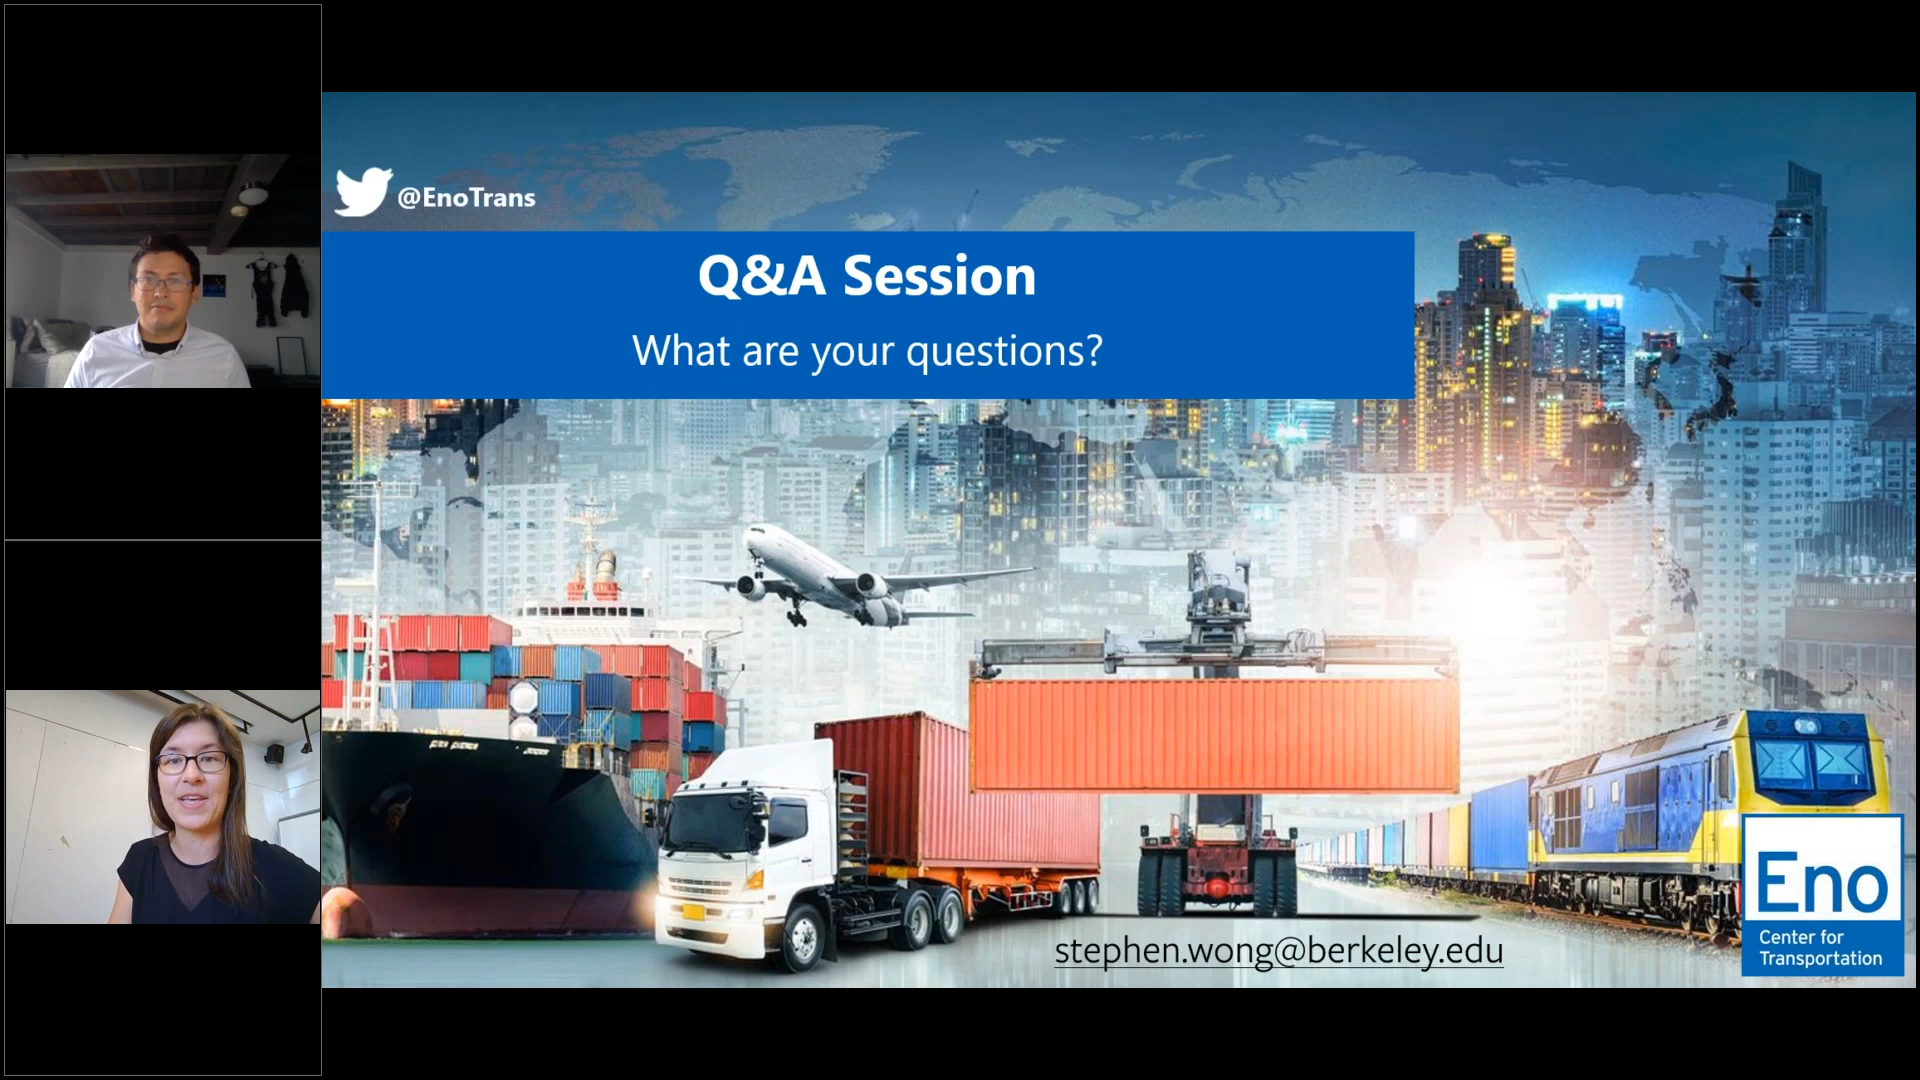 @EnoTrans
Q&A Session
What are your questions?
stephen.wong@berkeley.edu
Eno
Center for
Transportation